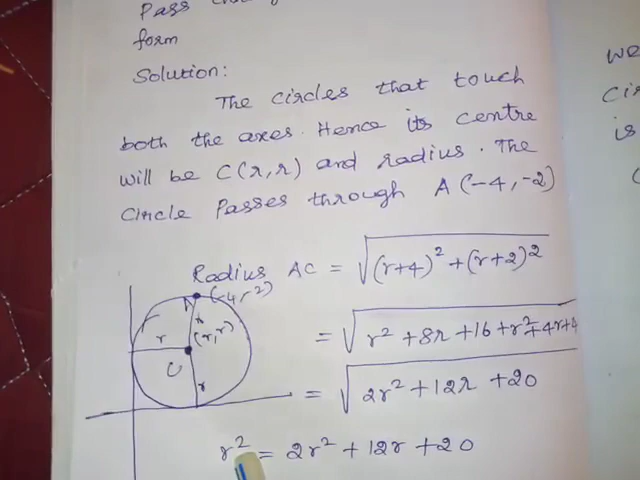 Pass
form
Solution:
The circles that touch
both the axes. Hence its centre
will be C(r,r) and radius. The
circle Passes through A(-4,-2)
Radius AC = √(r+4)² + (r+2)²
= √r² + 8r + 16 + r² + 4r + 4
= √2r² + 12r + 20
r² = 2r² + 12r + 20
A
(-4,-2)
r
r
(r,r)
C
r
we
Cir
is
(